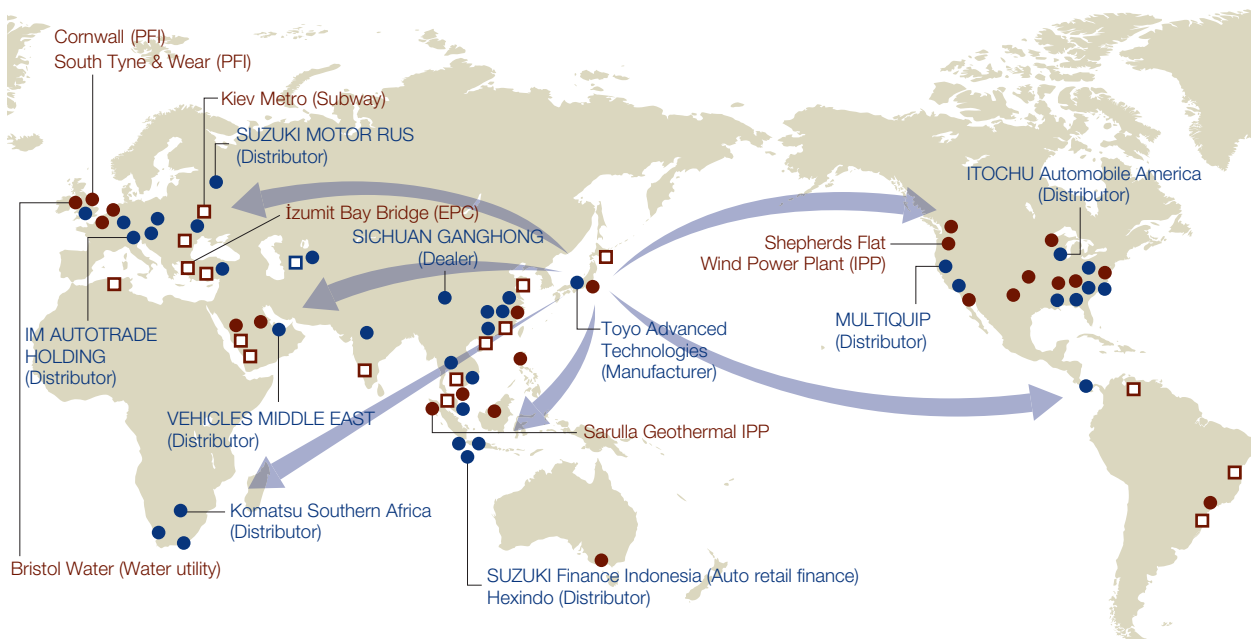 Cornwall (PFI)
South Tyne & Wear (PFI)
Kiev Metro (Subway)
SUZUKI MOTOR RUS
(Distributor)
İzumit Bay Bridge (EPC)
SICHUAN GANGHONG
(Dealer)
ITOCHU Automobile America
(Distributor)
Shepherds Flat
Wind Power Plant (IPP)
MULTIQUIP
(Distributor)
IM AUTOTRADE
HOLDING
(Distributor)
Toyo Advanced
Technologies
(Manufacturer)
VEHICLES MIDDLE EAST
(Distributor)
Sarulla Geothermal IPP
Komatsu Southern Africa
(Distributor)
Bristol Water (Water utility)
SUZUKI Finance Indonesia (Auto retail finance)
Hexindo (Distributor)